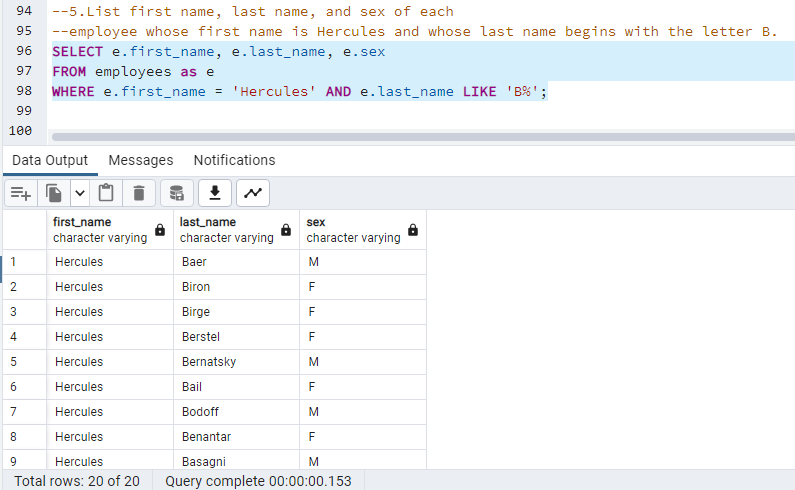 94 --5.List first name, last name, and sex of each
95 --employee whose first name is Hercules and whose last name begins with the letter B.
96 SELECT e.first_name, e.last_name, e.sex
97 FROM employees as e
98 WHERE e.first_name = 'Hercules' AND e.last_name LIKE 'B%';
99
100
Data Output Messages Notifications
first_name last_name sex
character varying character varying character varying
1 Hercules Baer M
2 Hercules Biron F
3 Hercules Birge F
4 Hercules Berstel F
5 Hercules Bernatsky M
6 Hercules Bail F
7 Hercules Bodoff M
8 Hercules Benantar F
9 Hercules Basagni M
Total rows: 20 of 20 Query complete 00:00:00.153